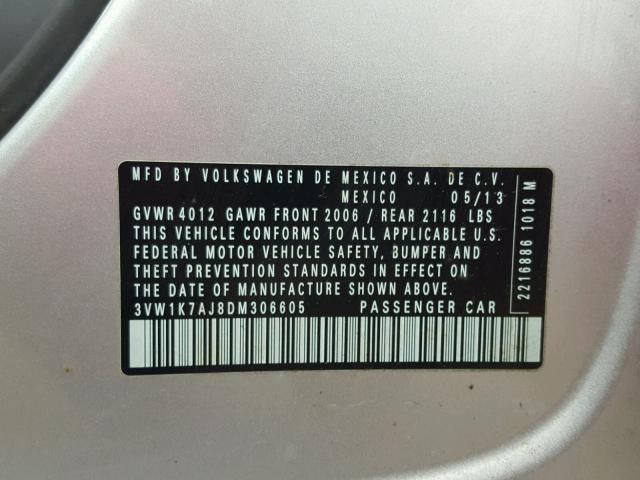 MFD BY VOLKSWAGEN DE MEXICO S.A. DE C.V.
MEXICO 05/13
GVWR 4012 GAWR FRONT 2006 / REAR 2116 LBS
THIS VEHICLE CONFORMS TO ALL APPLICABLE U.S.
FEDERAL MOTOR VEHICLE SAFETY, BUMPER AND
THEFT PREVENTION STANDARDS IN EFFECT ON
THE DATE OF MANUFACTURE SHOWN ABOVE.
3VW1K7AJ8DM306605 PASSENGER CAR
2216886 1018 M